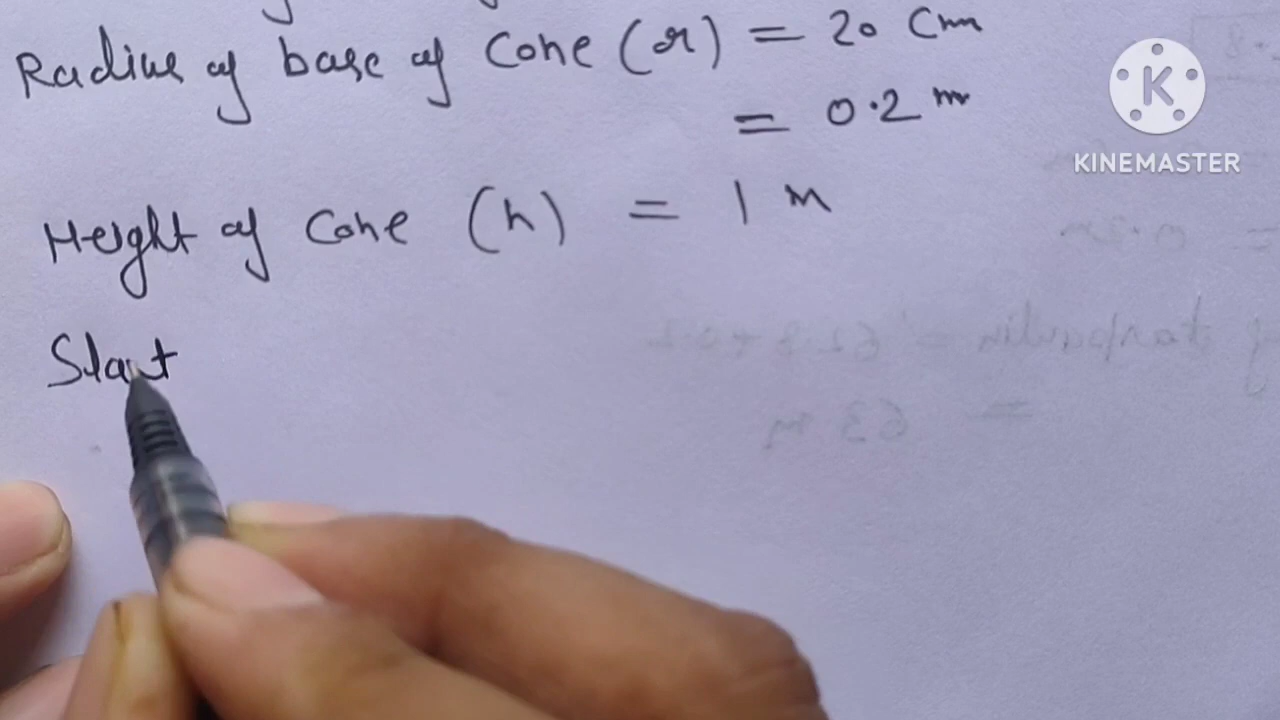 Radius of base of Cone (r) = 20 Cm
= 0.2 m
Height of Cone (h) = 1 m
Slant
KINEMASTER